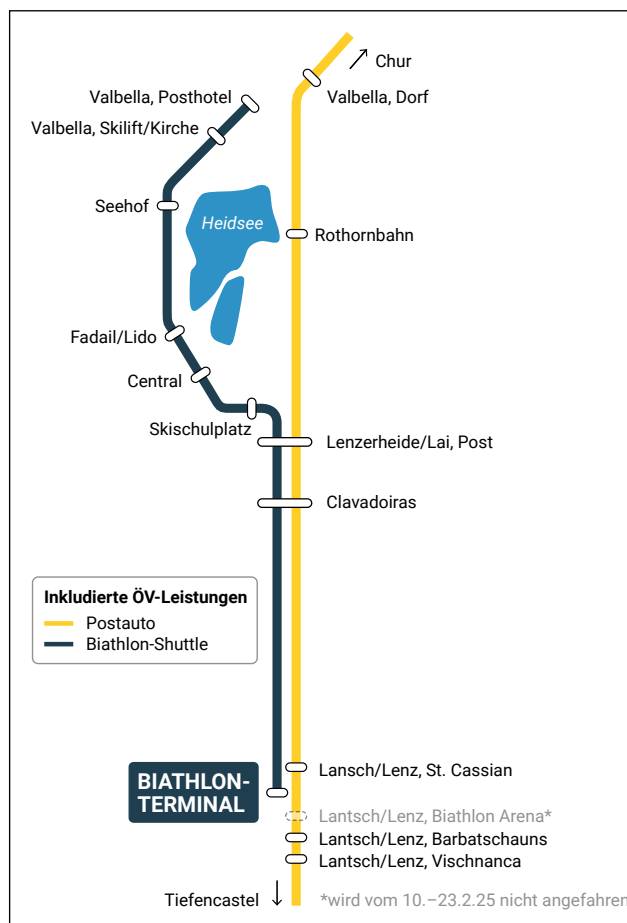 Chur
Valbella, Posthotel
Valbella, Dorf
Valbella, Skilift/Kirche
Seehof
Heidsee
Rothornbahn
Fadail/Lido
Central
Skischulplatz
Lenzerheide/Lai, Post
Clavadoiras
Inkludierte ÖV-Leistungen
Postauto
Biathlon-Shuttle
Lansch/Lenz, St. Cassian
BIATHLON-
TERMINAL
Lantsch/Lenz, Biathlon Arena*
Lantsch/Lenz, Barbatschauns
Lantsch/Lenz, Vischnanca
Tiefencastel
*wird vom 10.–23.2.25 nicht angefahren